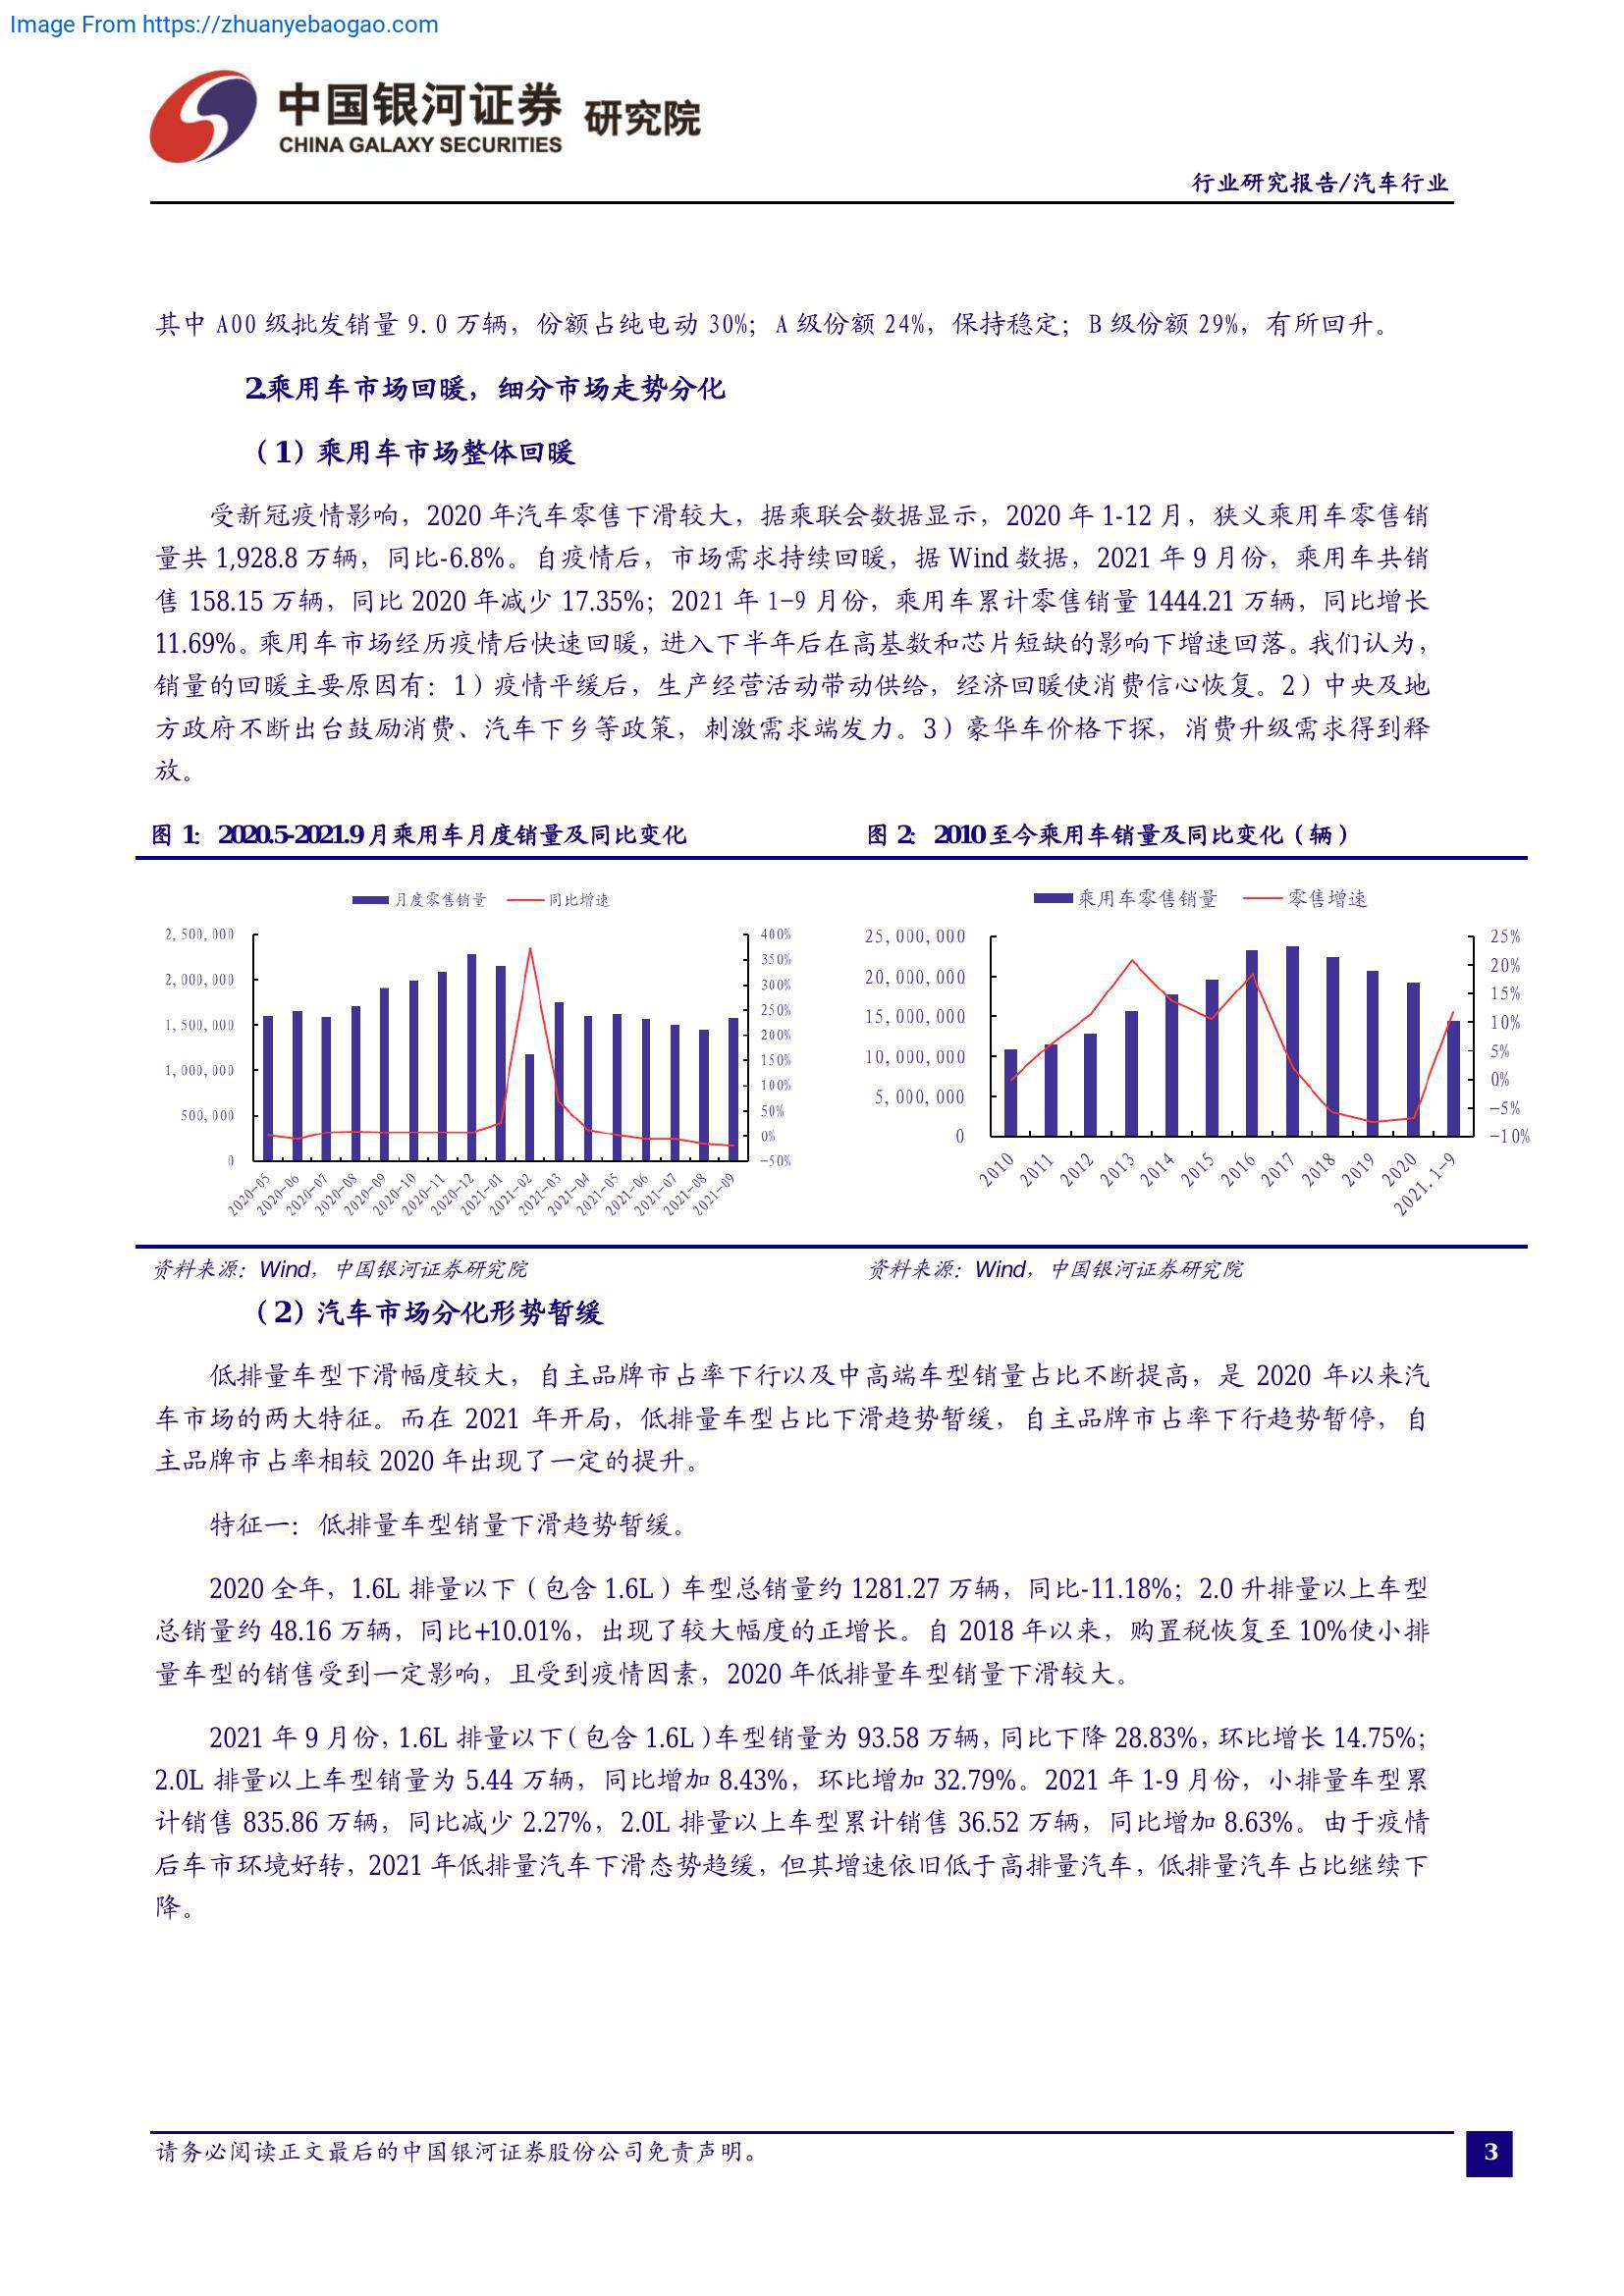 Image From https://zhuanyebaogao.com
中国银河证券 研究院
CHINA GALAXY SECURITIES
行业研究报告/汽车行业
其中 A00 级批发销量 9.0 万辆，份额占纯电动 30%；A 级份额 24%，保持稳定；B 级份额 29%，有所回升。
2.乘用车市场回暖，细分市场走势分化
（1）乘用车市场整体回暖
受新冠疫情影响，2020 年汽车零售下滑较大，据乘联会数据显示，2020 年 1-12 月，狭义乘用车零售销
量共 1,928.8 万辆，同比-6.8%。自疫情后，市场需求持续回暖，据 Wind 数据，2021 年 9 月份，乘用车共销
售 158.15 万辆，同比 2020 年减少 17.35%；2021 年 1-9 月份，乘用车累计零售销量 1444.21 万辆，同比增长
11.69%。乘用车市场经历疫情后快速回暖，进入下半年后在高基数和芯片短缺的影响下增速回落。我们认为，
销量的回暖主要原因有：1）疫情平缓后，生产经营活动带动供给，经济回暖使消费信心恢复。2）中央及地
方政府不断出台鼓励消费、汽车下乡等政策，刺激需求端发力。3）豪华车价格下探，消费升级需求得到释
放。
图 1： 2020.5-2021.9 月乘用车月度销量及同比变化
月度零售销量 同比增速
2,500,000
2,000,000
1,500,000
1,000,000
500,000
0
400%
350%
300%
250%
200%
150%
100%
50%
0%
-50%
2020-05
2020-06
2020-07
2020-08
2020-09
2020-10
2020-11
2020-12
2021-01
2021-02
2021-03
2021-04
2021-05
2021-06
2021-07
2021-08
2021-09
资料来源：Wind，中国银河证券研究院
图 2： 2010 至今乘用车销量及同比变化（辆）
乘用车零售销量 零售增速
25,000,000
20,000,000
15,000,000
10,000,000
5,000,000
0
25%
20%
15%
10%
5%
0%
-5%
-10%
2010
2011
2012
2013
2014
2015
2016
2017
2018
2019
2020
2021.1-9
资料来源：Wind，中国银河证券研究院
（2）汽车市场分化形势暂缓
低排量车型下滑幅度较大，自主品牌市占率下行以及中高端车型销量占比不断提高，是 2020 年以来汽
车市场的两大特征。而在 2021 年开局，低排量车型占比下滑趋势暂缓，自主品牌市占率下行趋势暂停，自
主品牌市占率相较 2020 年出现了一定的提升。
特征一：低排量车型销量下滑趋势暂缓。
2020 全年，1.6L 排量以下（包含 1.6L）车型总销量约 1281.27 万辆，同比-11.18%；2.0 升排量以上车型
总销量约 48.16 万辆，同比+10.01%，出现了较大幅度的正增长。自 2018 年以来，购置税恢复至 10%使小排
量车型的销售受到一定影响，且受到疫情因素，2020 年低排量车型销量下滑较大。
2021 年 9 月份，1.6L 排量以下（包含 1.6L）车型销量为 93.58 万辆，同比下降 28.83%，环比增长 14.75%；
2.0L 排量以上车型销量为 5.44 万辆，同比增加 8.43%，环比增加 32.79%。2021 年 1-9 月份，小排量车型累
计销售 835.86 万辆，同比减少 2.27%，2.0L 排量以上车型累计销售 36.52 万辆，同比增加 8.63%。由于疫情
后车市环境好转，2021 年低排量汽车下滑态势趋缓，但其增速依旧低于高排量汽车，低排量汽车占比继续下
降。
请务必阅读正文最后的中国银河证券股份公司免责声明。
3